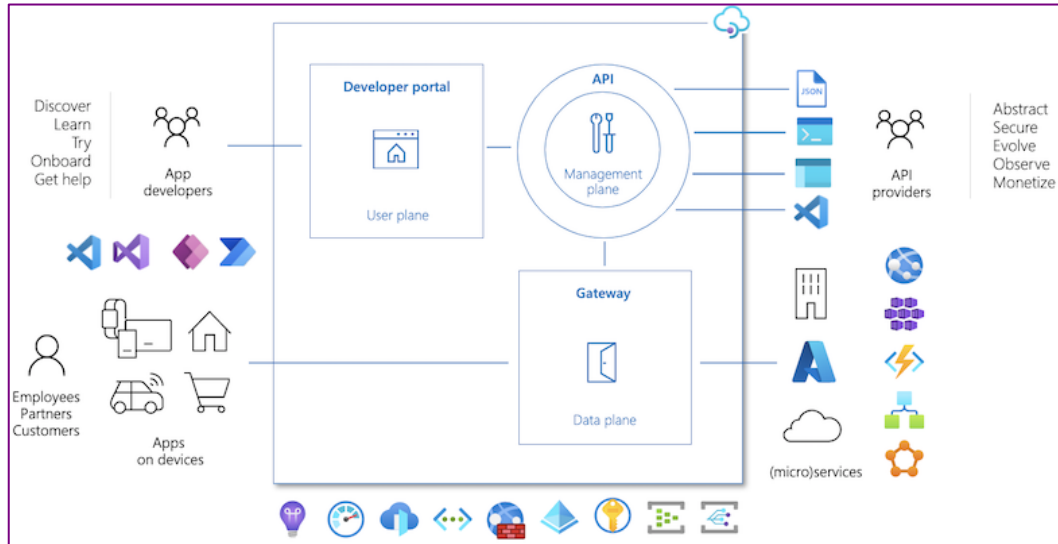 Discover
Learn
Try
Onboard
Get help
App
developers
Developer portal
User plane
API
Management
plane
JSON
API
providers
Abstract
Secure
Evolve
Observe
Monetize
Gateway
Data plane
Employees
Partners
Customers
Apps
on devices
(micro)services